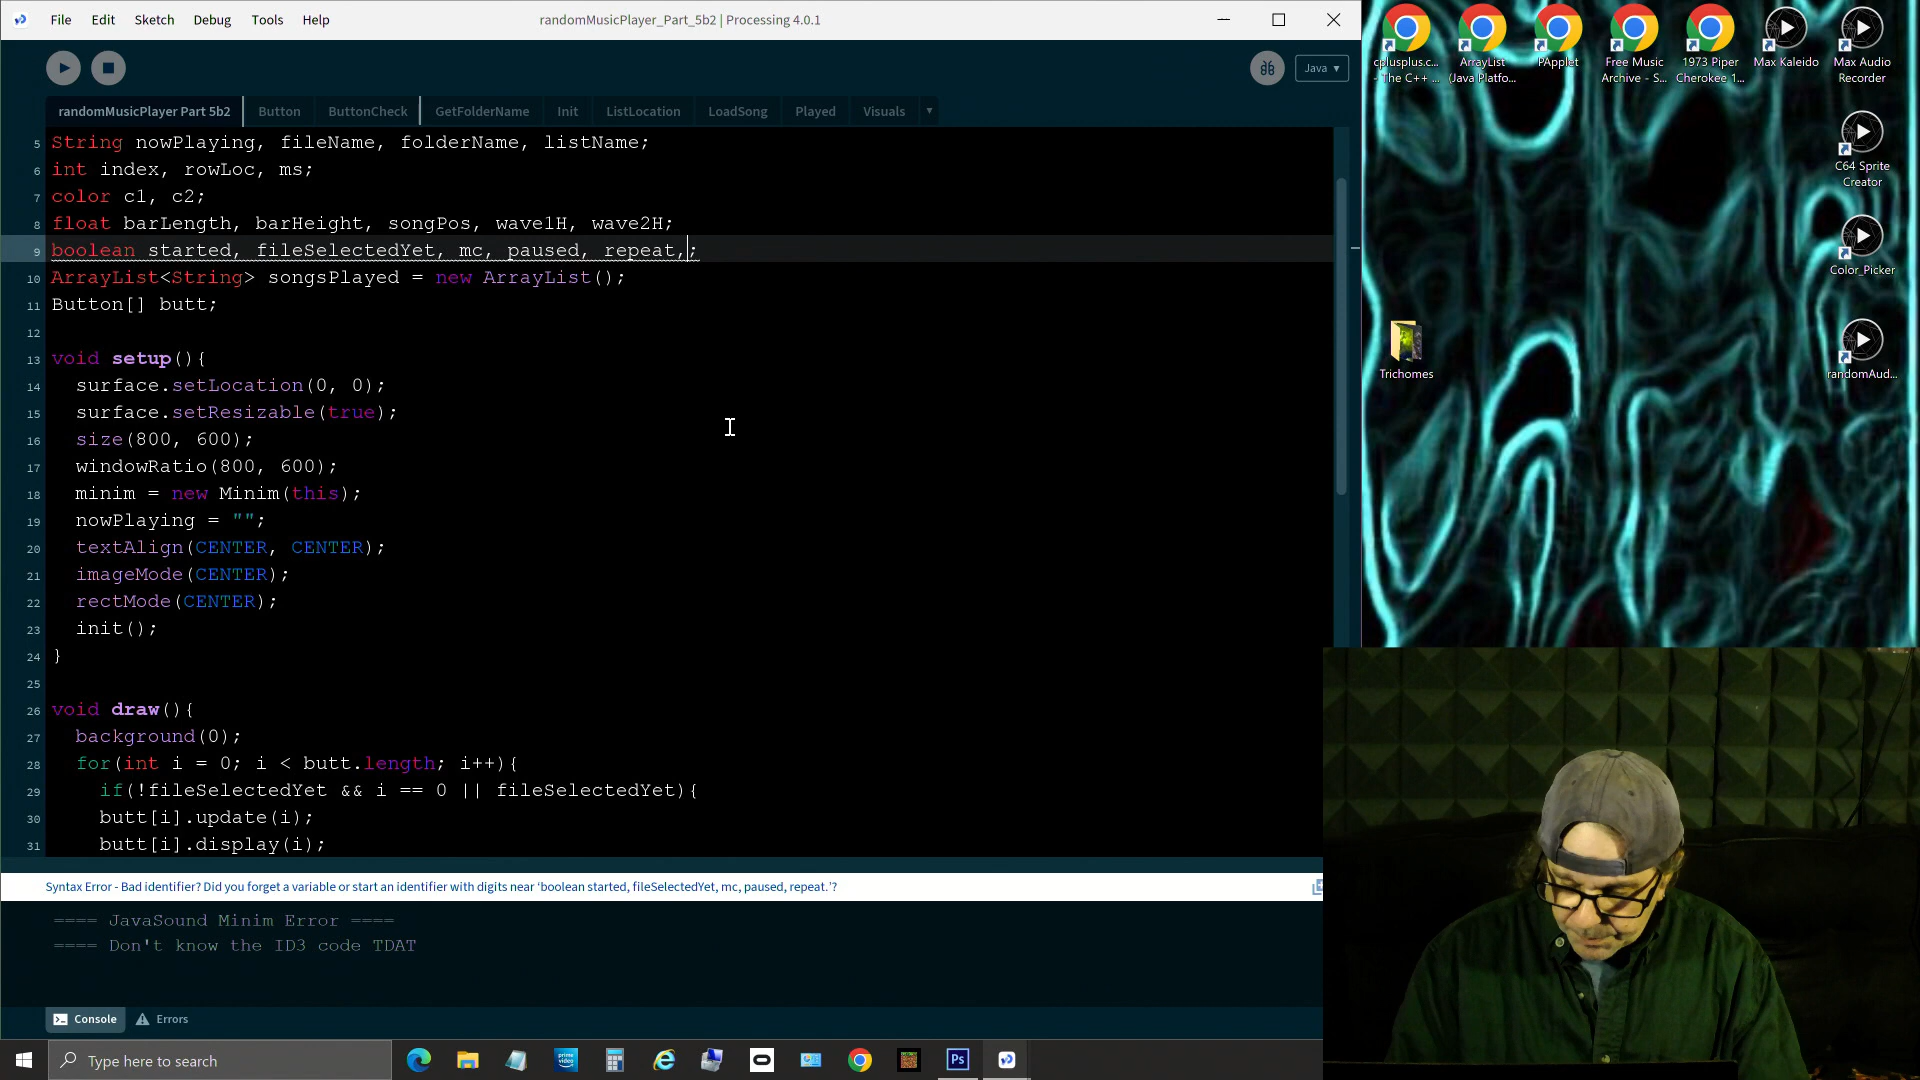 File Edit Sketch Debug Tools Help
randomMusicPlayer_Part_5b2 | Processing 4.0.1
Java ▾
randomMusicPlayer Part 5b2 Button ButtonCheck GetFolderName Init ListLocation LoadSong Played Visuals ▼
5 String nowPlaying, fileName, folderName, listName;
6 int index, rowLoc, ms;
7 color c1, c2;
8 float barLength, barHeight, songPos, wave1H, wave2H;
9 boolean started, fileSelectedYet, mc, paused, repeat,;
10 ArrayList<String> songsPlayed = new ArrayList();
11 Button[] butt;
12
13 void setup(){
14 surface.setLocation(0, 0);
15 surface.setResizable(true);
16 size(800, 600);
17 windowRatio(800, 600);
18 minim = new Minim(this);
19 nowPlaying = "";
20 textAlign(CENTER, CENTER);
21 imageMode(CENTER);
22 rectMode(CENTER);
23 init();
24 }
25
26 void draw(){
27 background(0);
28 for(int i = 0; i < butt.length; i++){
29 if(!fileSelectedYet && i == 0 || fileSelectedYet){
30 butt[i].update(i);
31 butt[i].display(i);
Syntax Error - Bad identifier? Did you forget a variable or start an identifier with digits near ‘boolean started, fileSelectedYet, mc, paused, repeat,’?
==== JavaSound Minim Error ====
==== Don't know the ID3 code TDAT
Console Errors
Type here to search
Ps
cplusplus.c...
- The C++ ...
ArrayList
(Java Platfo...
PApplet
Free Music
Archive - S...
1973 Piper
Cherokee 1...
Max Kaleido
Max Audio
Recorder
C64 Sprite
Creator
Color_Picker
Trichomes
randomAud...